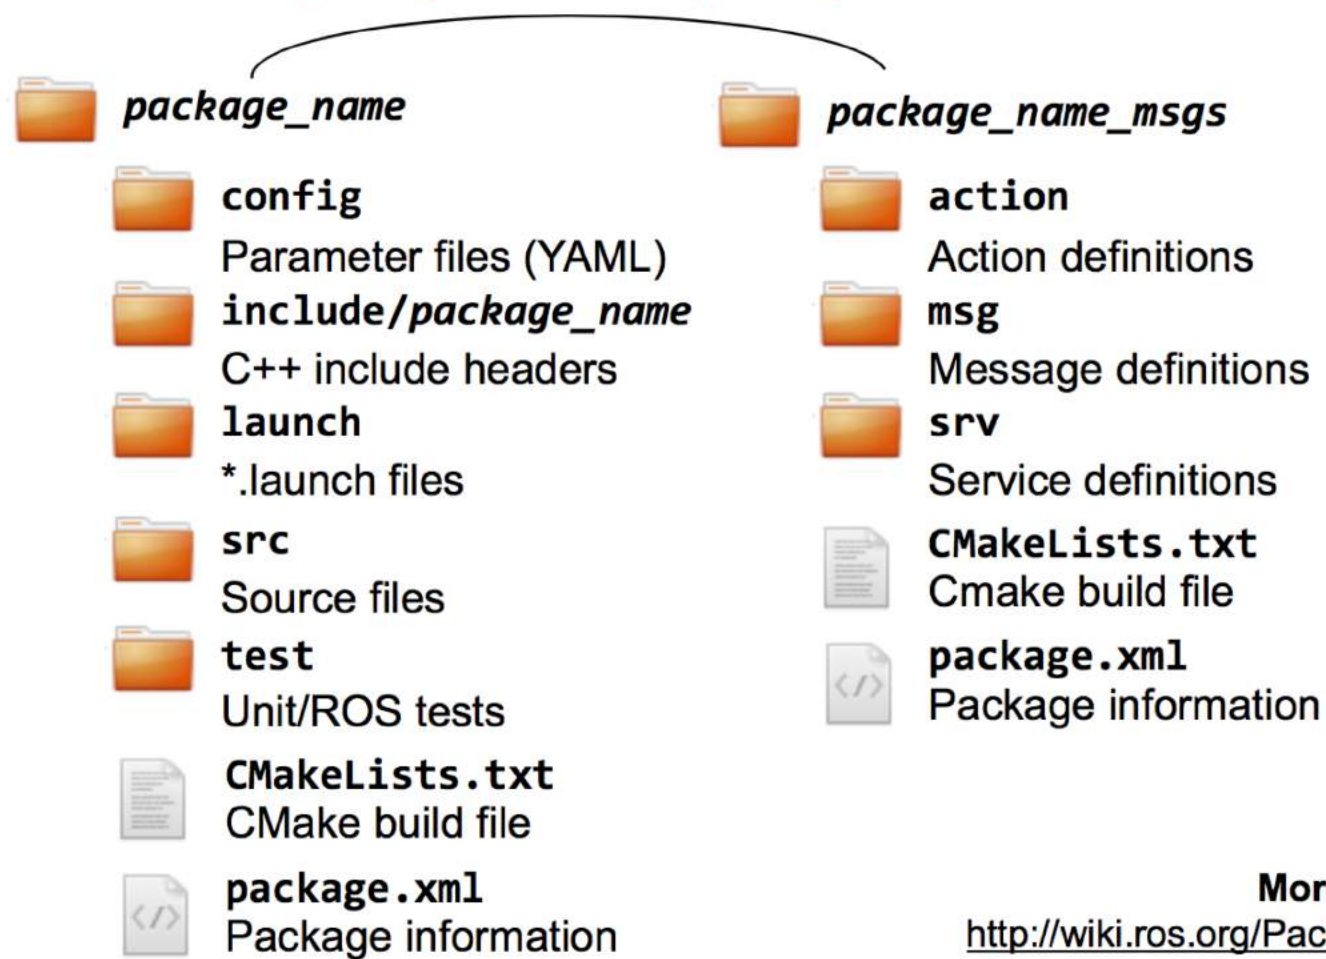 package_name
config
Parameter files (YAML)
include/package_name
C++ include headers
launch
*.launch files
src
Source files
test
Unit/ROS tests
CMakeLists.txt
CMake build file
package.xml
Package information
package_name_msgs
action
Action definitions
msg
Message definitions
srv
Service definitions
CMakeLists.txt
Cmake build file
package.xml
Package information
Mor
http://wiki.ros.org/Pac